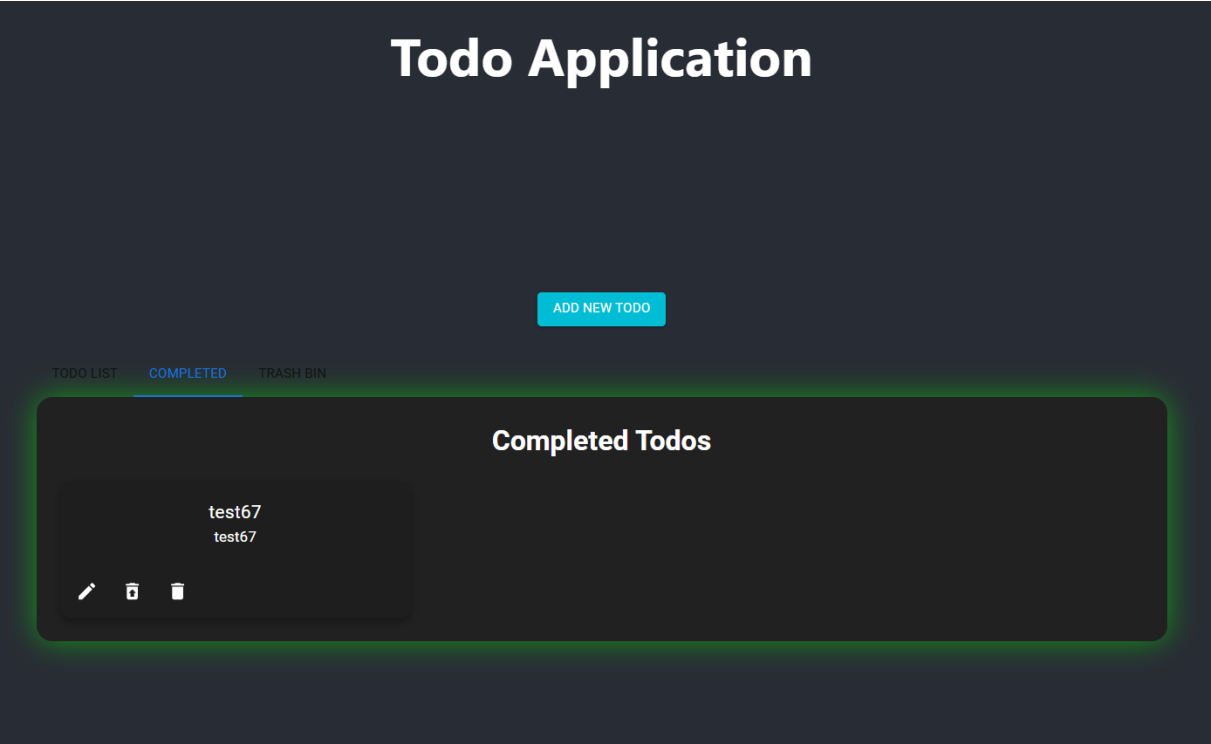 Todo Application
ADD NEW TODO
TODO LIST COMPLETED TRASH BIN
Completed Todos
test67
test67